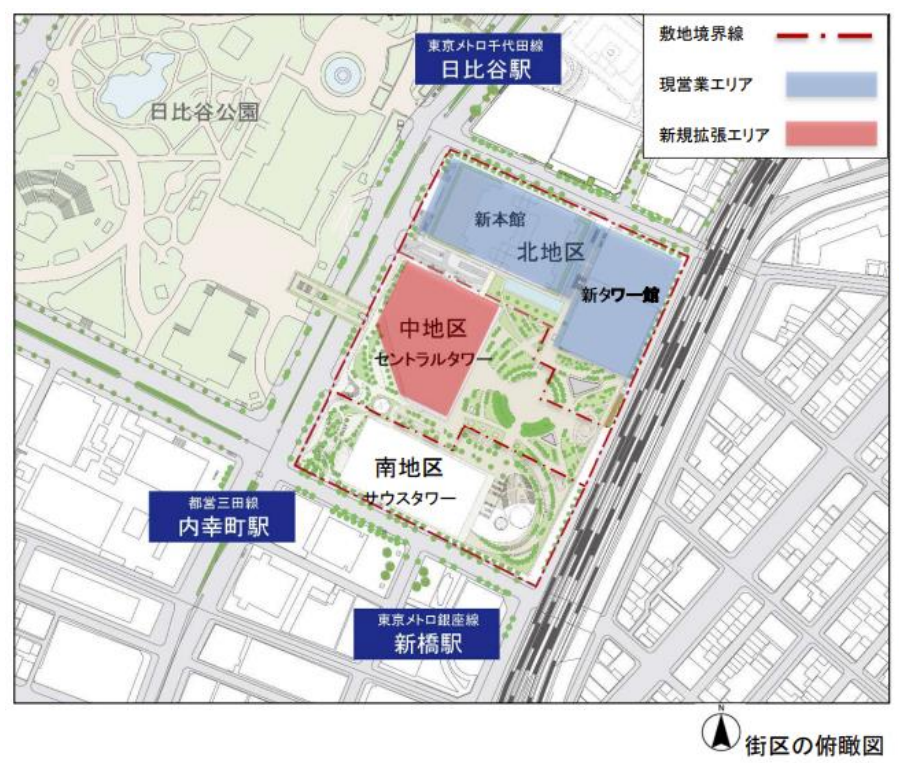 敷地境界線
現営業エリア
新規拡張エリア
東京メトロ千代田線
日比谷駅
日比谷公園
新本館
北地区
新タワー館
中地区
セントラルタワー
南地区
サウスタワー
都営三田線
内幸町駅
東京メトロ銀座線
新橋駅
N
街区の俯瞰図